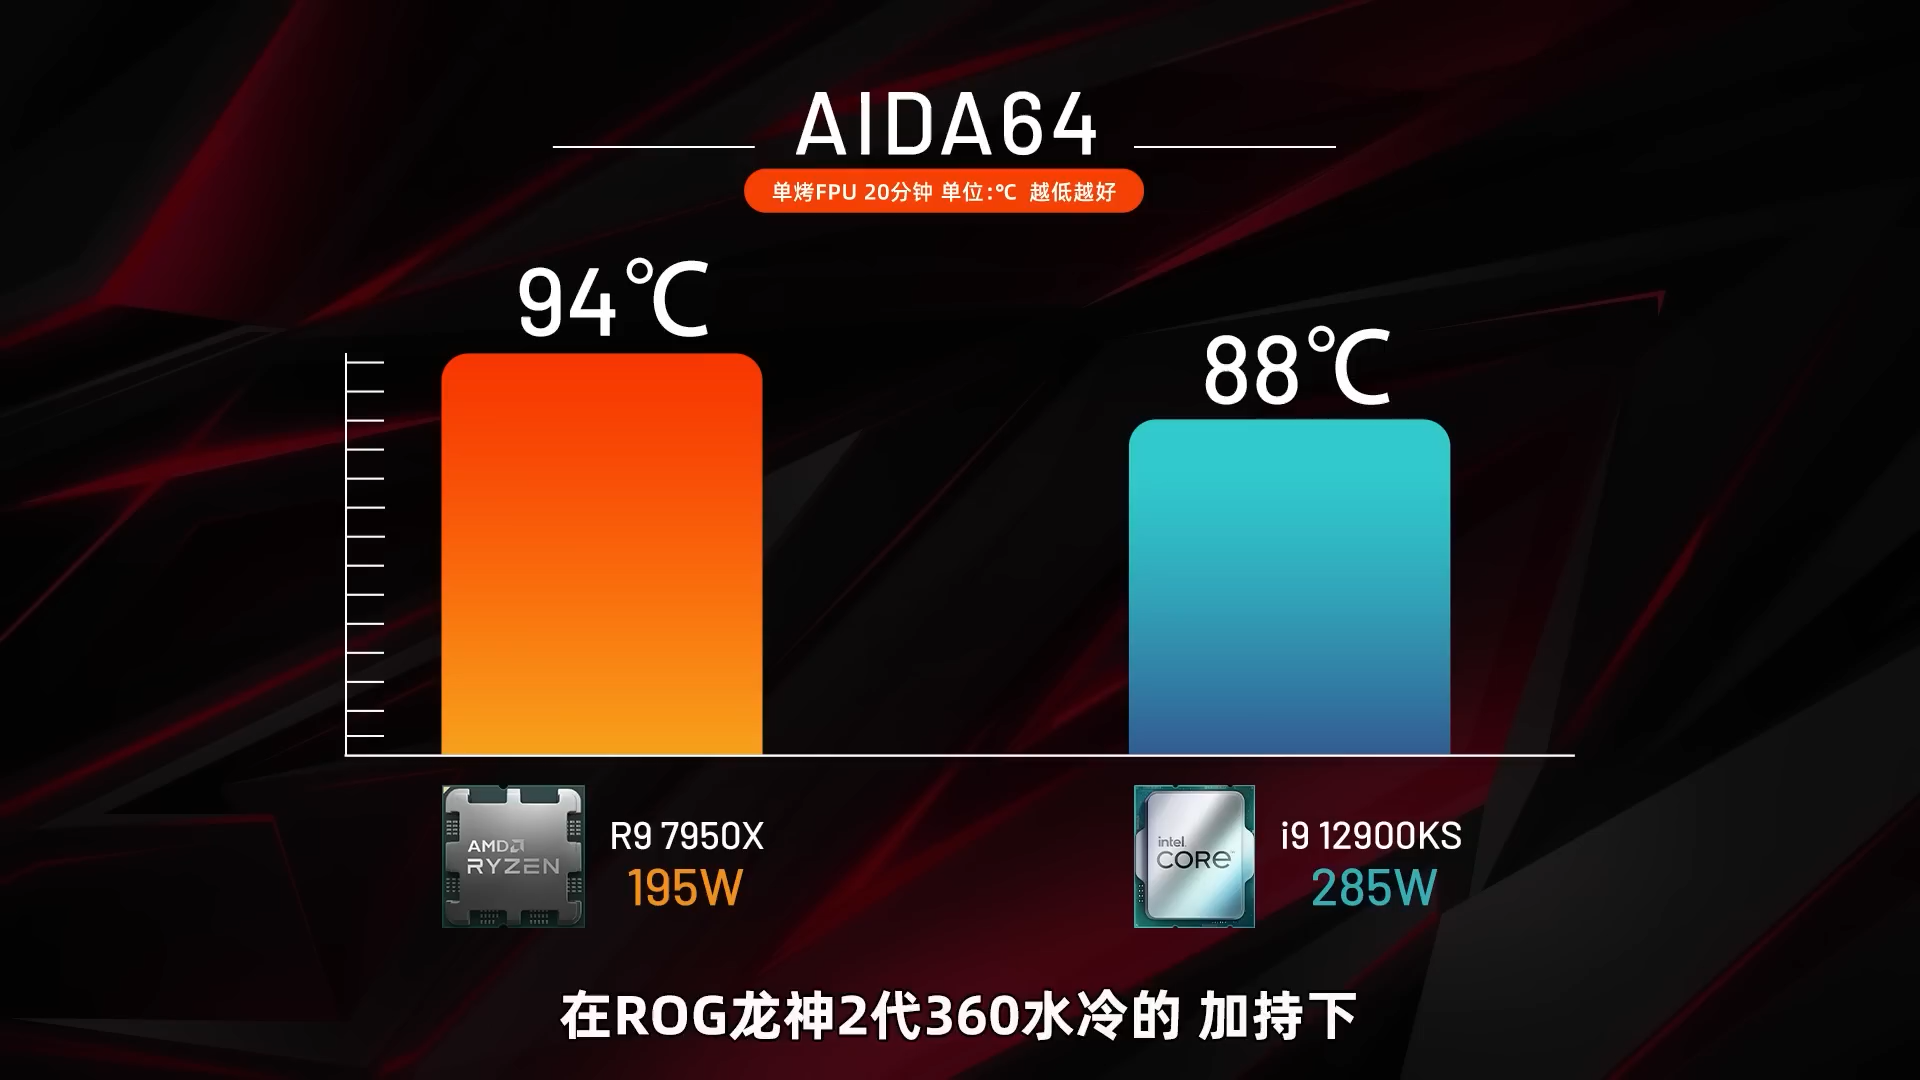 AIDA64
单烤FPU 20分钟 单位:℃ 越低越好
94℃
88℃
AMD
RYZEN
R9 7950X
195W
intel.
CORE™
i9 12900KS
285W
在ROG龙神2代360水冷的 加持下